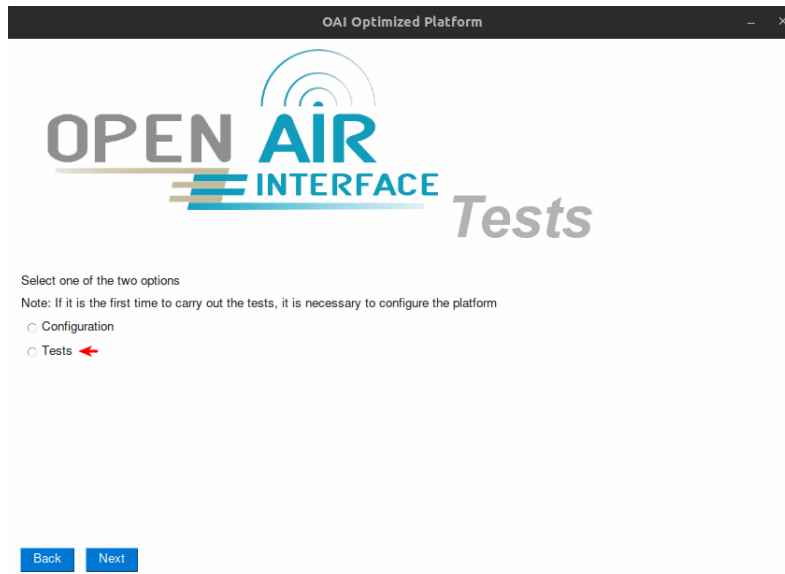 OAI Optimized Platform
OPEN AIR
INTERFACE
Tests
Select one of the two options
Note: If it is the first time to carry out the tests, it is necessary to configure the platform
Configuration
Tests
Back Next